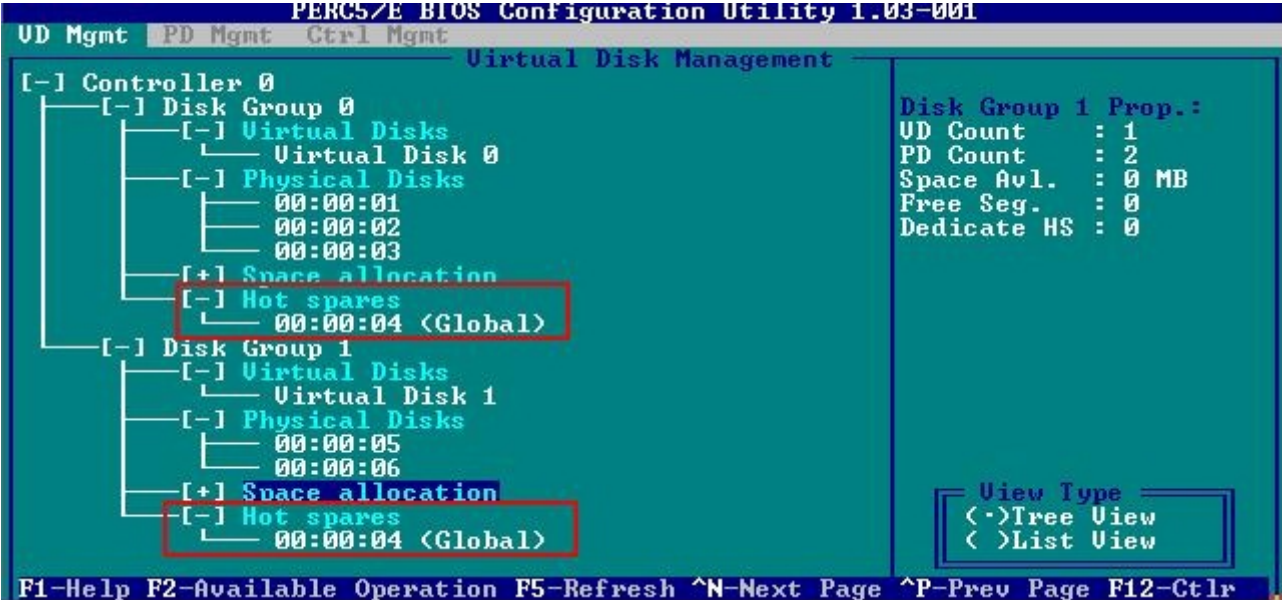 PERC5/E BIOS Configuration Utility 1.03-001
VD Mgmt PD Mgmt Ctrl Mgmt
Virtual Disk Management
[-] Controller 0
[-] Disk Group 0
[-] Virtual Disks
Virtual Disk 0
[-] Physical Disks
00:00:01
00:00:02
00:00:03
[+] Space allocation
[-] Hot spares
00:00:04 (Global)
[-] Disk Group 1
[-] Virtual Disks
Virtual Disk 1
[-] Physical Disks
00:00:05
00:00:06
[+] Space allocation
[-] Hot spares
00:00:04 (Global)
Disk Group 1 Prop.:
VD Count : 1
PD Count : 2
Space Avl. : 0 MB
Free Seg. : 0
Dedicate HS : 0
View Type
(·)Tree View
( )List View
F1-Help F2-Available Operation F5-Refresh ^N-Next Page ^P-Prev Page F12-Ctlr